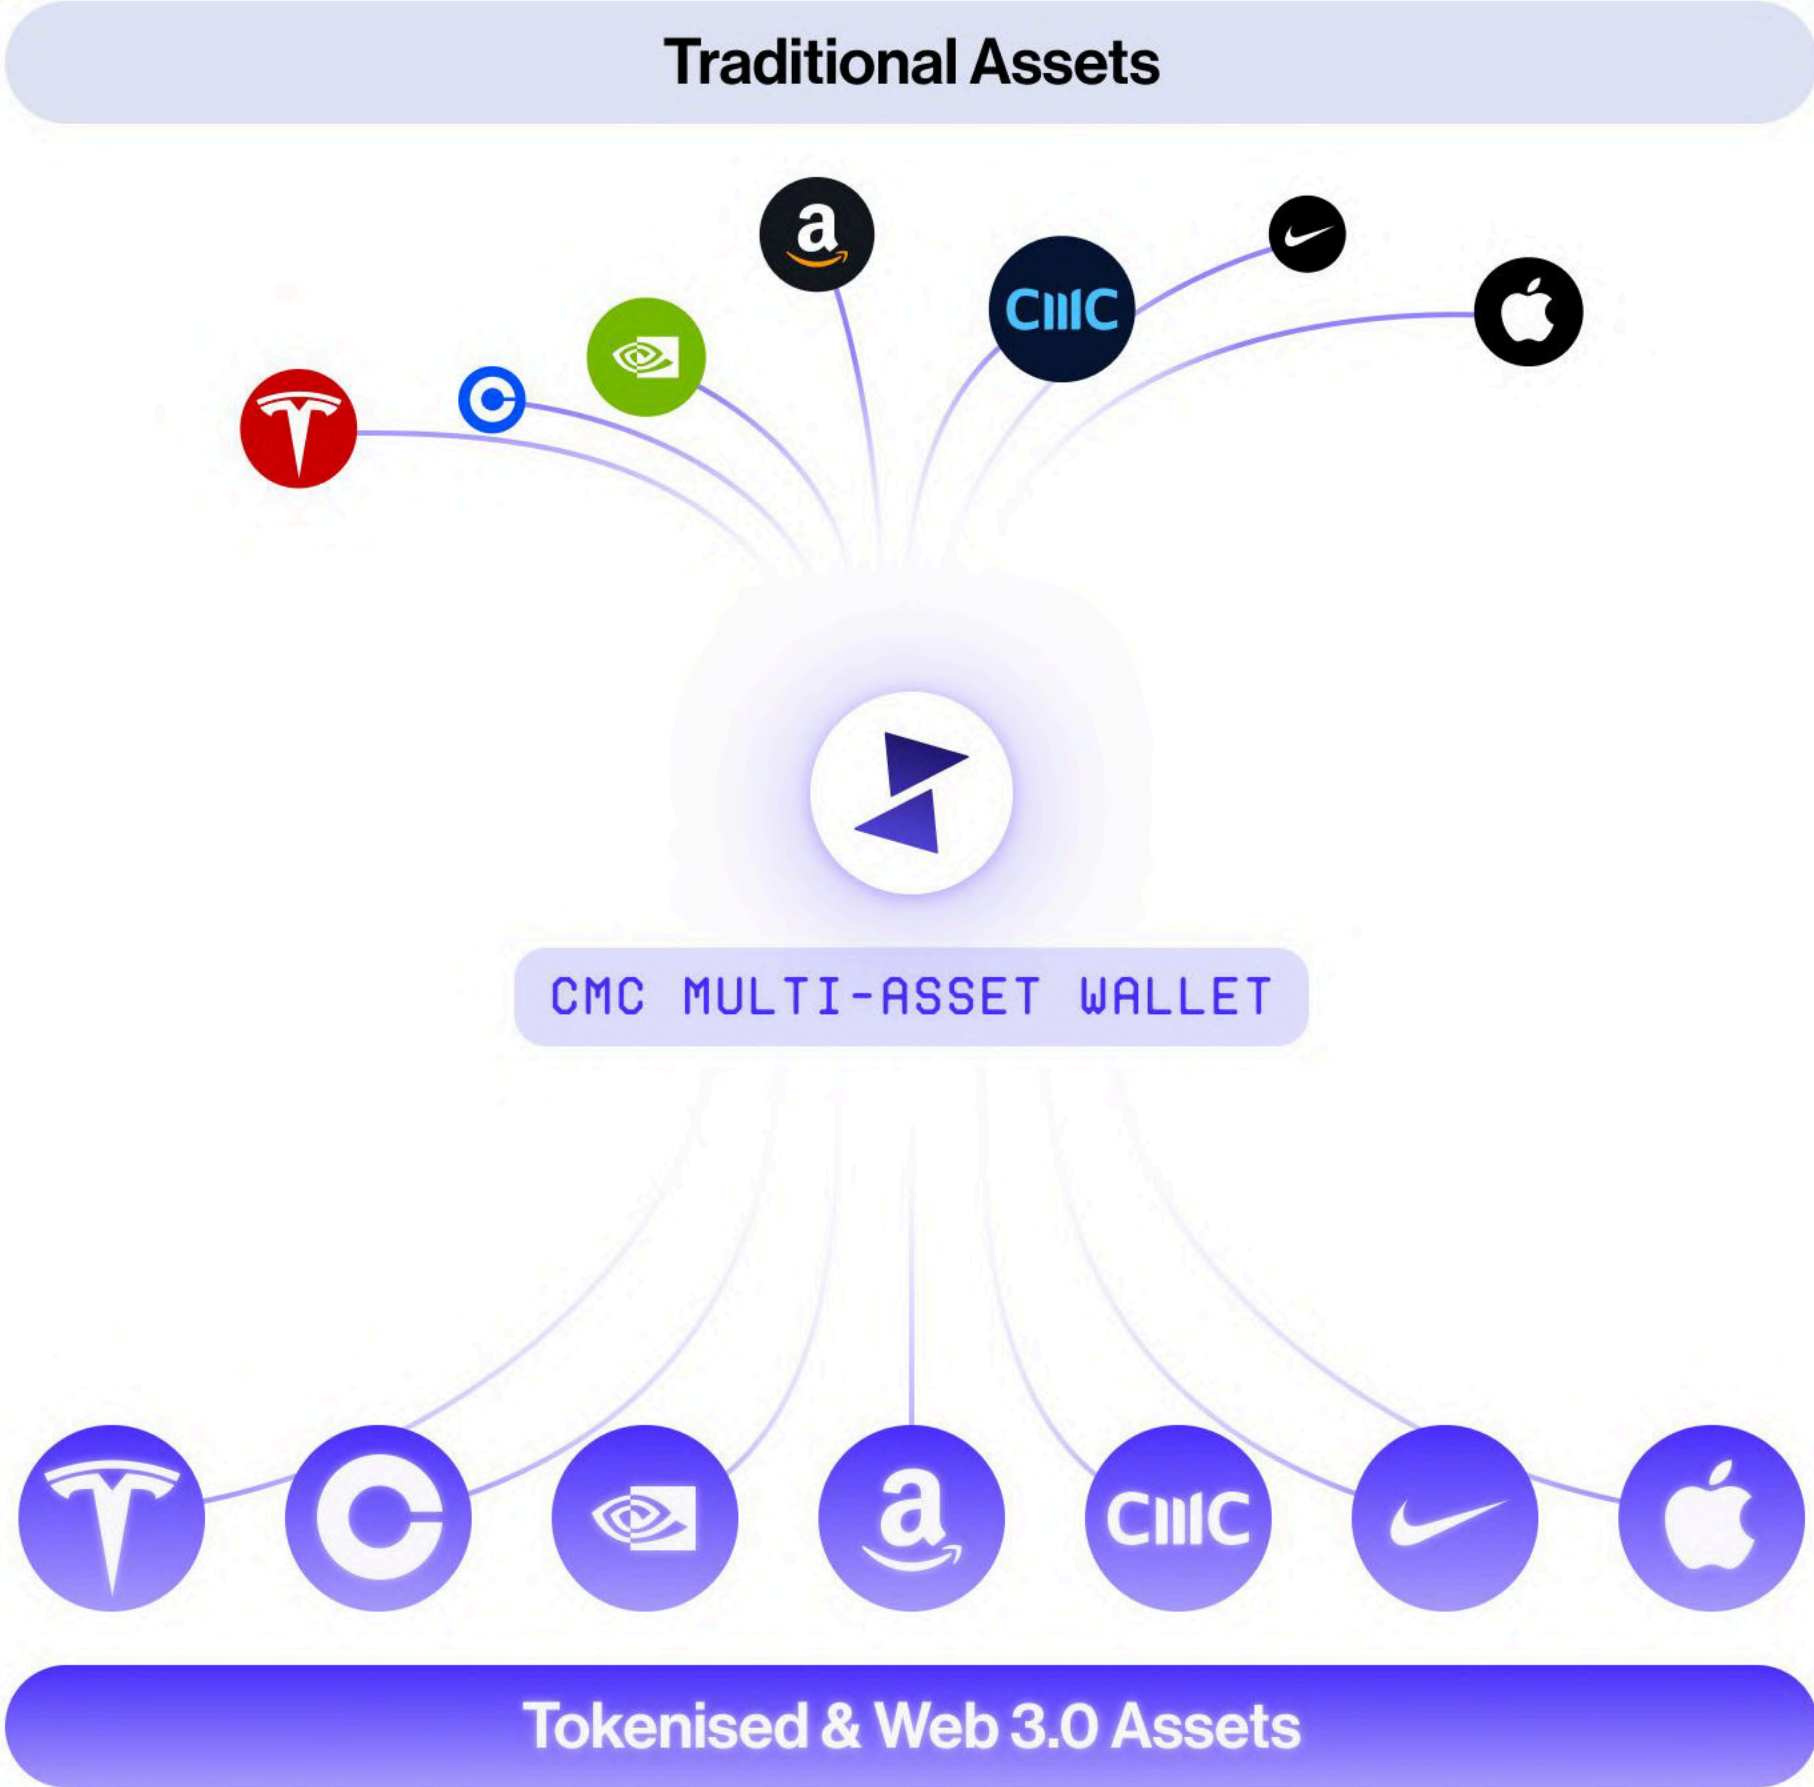 Traditional Assets
a
CMC
CMC MULTI-ASSET WALLET
a
CMC
Tokenised & Web 3.0 Assets